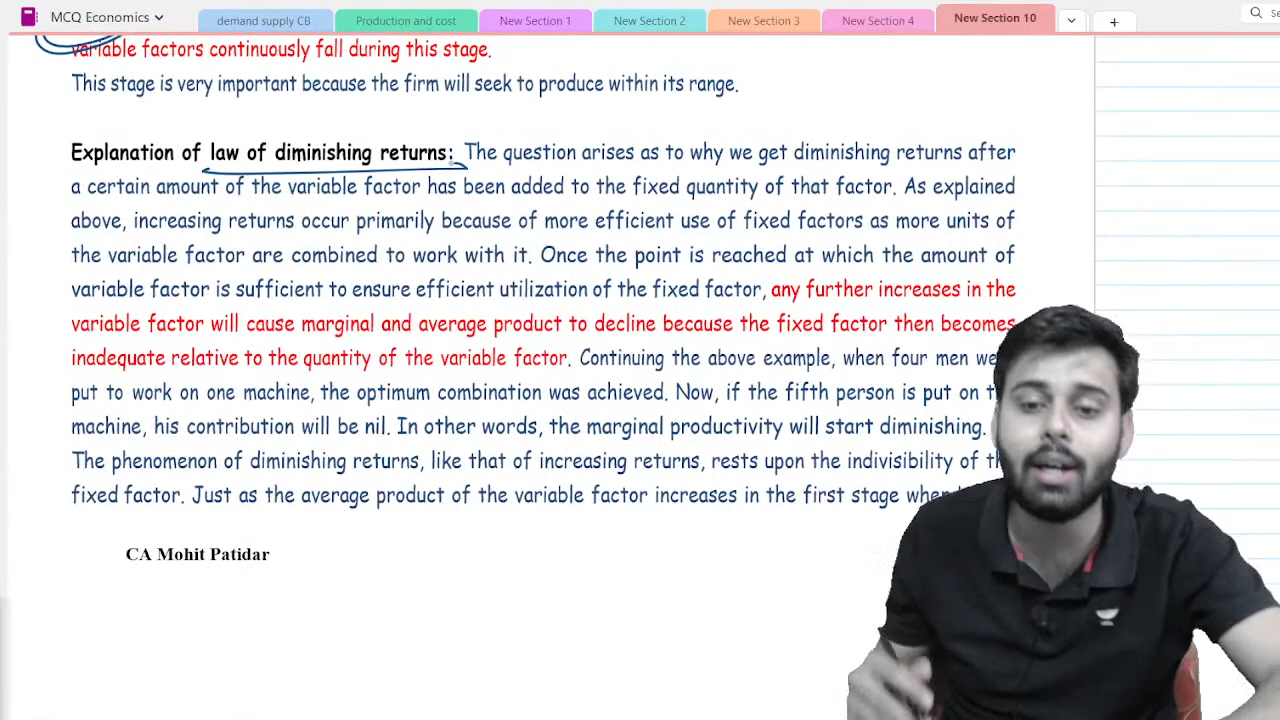 MCQ Economics
demand supply CB
Production and cost
New Section 1
New Section 2
New Section 3
New Section 4
New Section 10
variable factors continuously fall during this stage.
This stage is very important because the firm will seek to produce within its range.
Explanation of law of diminishing returns: The question arises as to why we get diminishing returns after
a certain amount of the variable factor has been added to the fixed quantity of that factor. As explained
above, increasing returns occur primarily because of more efficient use of fixed factors as more units of
the variable factor are combined to work with it. Once the point is reached at which the amount of
variable factor is sufficient to ensure efficient utilization of the fixed factor, any further increases in the
variable factor will cause marginal and average product to decline because the fixed factor then becomes
inadequate relative to the quantity of the variable factor. Continuing the above example, when four men
put to work on one machine, the optimum combination was achieved. Now, if the fifth person is put on
machine, his contribution will be nil. In other words, the marginal productivity will start diminishing.
The phenomenon of diminishing returns, like that of increasing returns, rests upon the indivisibility of
fixed factor. Just as the average product of the variable factor increases in the first stage
CA Mohit Patidar